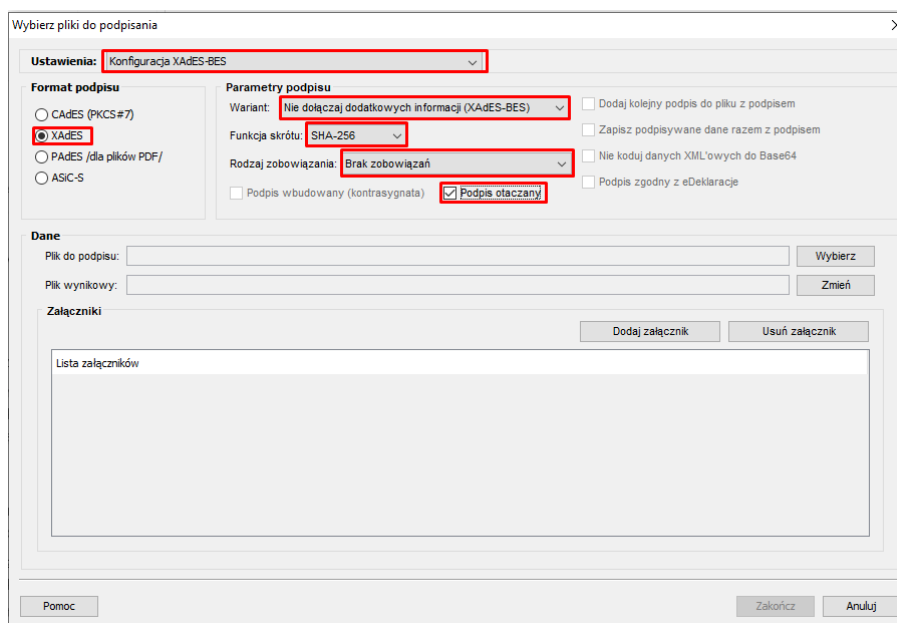 Wybierz pliki do podpisania
Ustawienia: Konfiguracja XAdES-BES
Format podpisu
CAdES (PKCS#7)
XAdES
PAdES /dla plików PDF/
ASiC-S
Parametry podpisu
Wariant: Nie dołączaj dodatkowych informacji (XAdES-BES)
Funkcja skrótu: SHA-256
Rodzaj zobowiązania: Brak zobowiązań
Podpis wbudowany (kontrasygnata) Podpis otaczany
Dodaj kolejny podpis do pliku z podpisem
Zapisz podpisywane dane razem z podpisem
Nie koduj danych XML'owych do Base64
Podpis zgodny z eDeklaracje
Dane
Plik do podpisu: Wybierz
Plik wynikowy: Zmień
Załączniki
Dodaj załącznik Usuń załącznik
Lista załączników
Pomoc Zakończ Anuluj